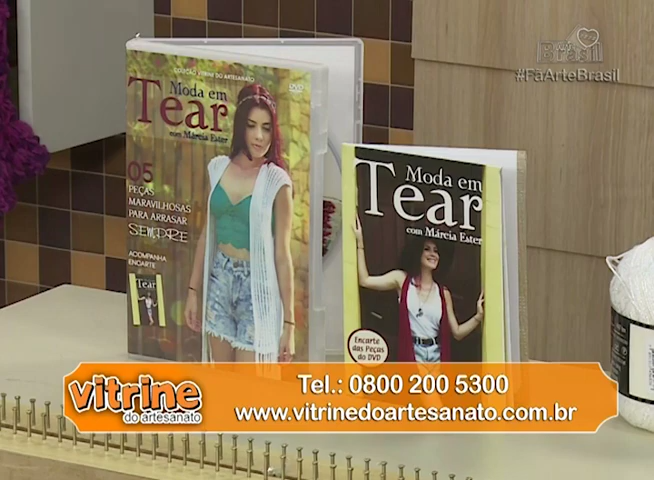 Brasil
#FaArteBrasil
COLEÇÃO VITRINE DO ARTESANATO
DVD
Moda em
Tear
com Márcia Ester
05
PEÇAS
MARAVILHOSAS
PARA ARRASAR
SEMPRE
ACOMPANHA
ENCARTE
Tear
Moda em
Tear
com Márcia Ester
Encarte
das Peças
do DVD
vitrine
do artesanato
Tel.: 0800 200 5300
www.vitrinedoartesanato.com.br